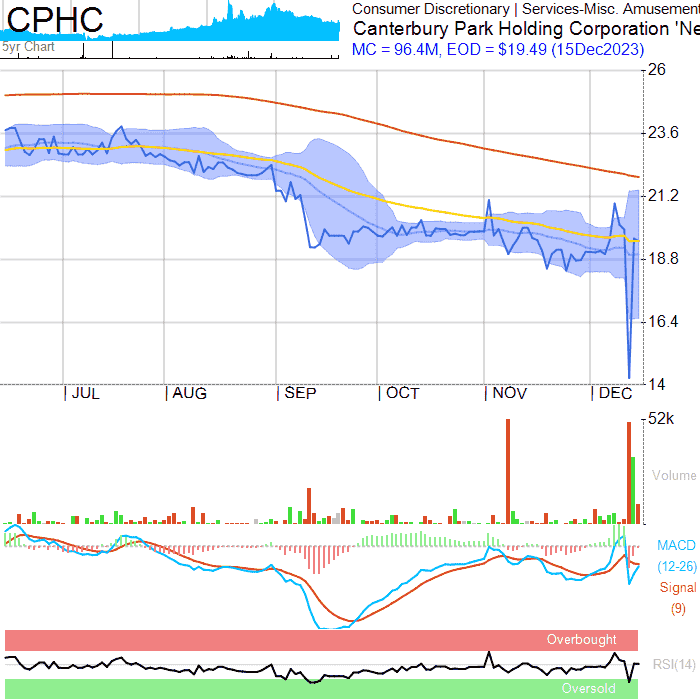 CPHC
5yr Chart
Consumer Discretionary | Services-Misc. Amusement
Canterbury Park Holding Corporation 'Ne
MC = 96.4M, EOD = $19.49 (15Dec2023)
26
23.6
21.2
18.8
16.4
14
| JUL | AUG | SEP | OCT | NOV | DEC
52k
Volume
MACD
(12-26)
Signal
(9)
Overbought
RSI(14)
Oversold